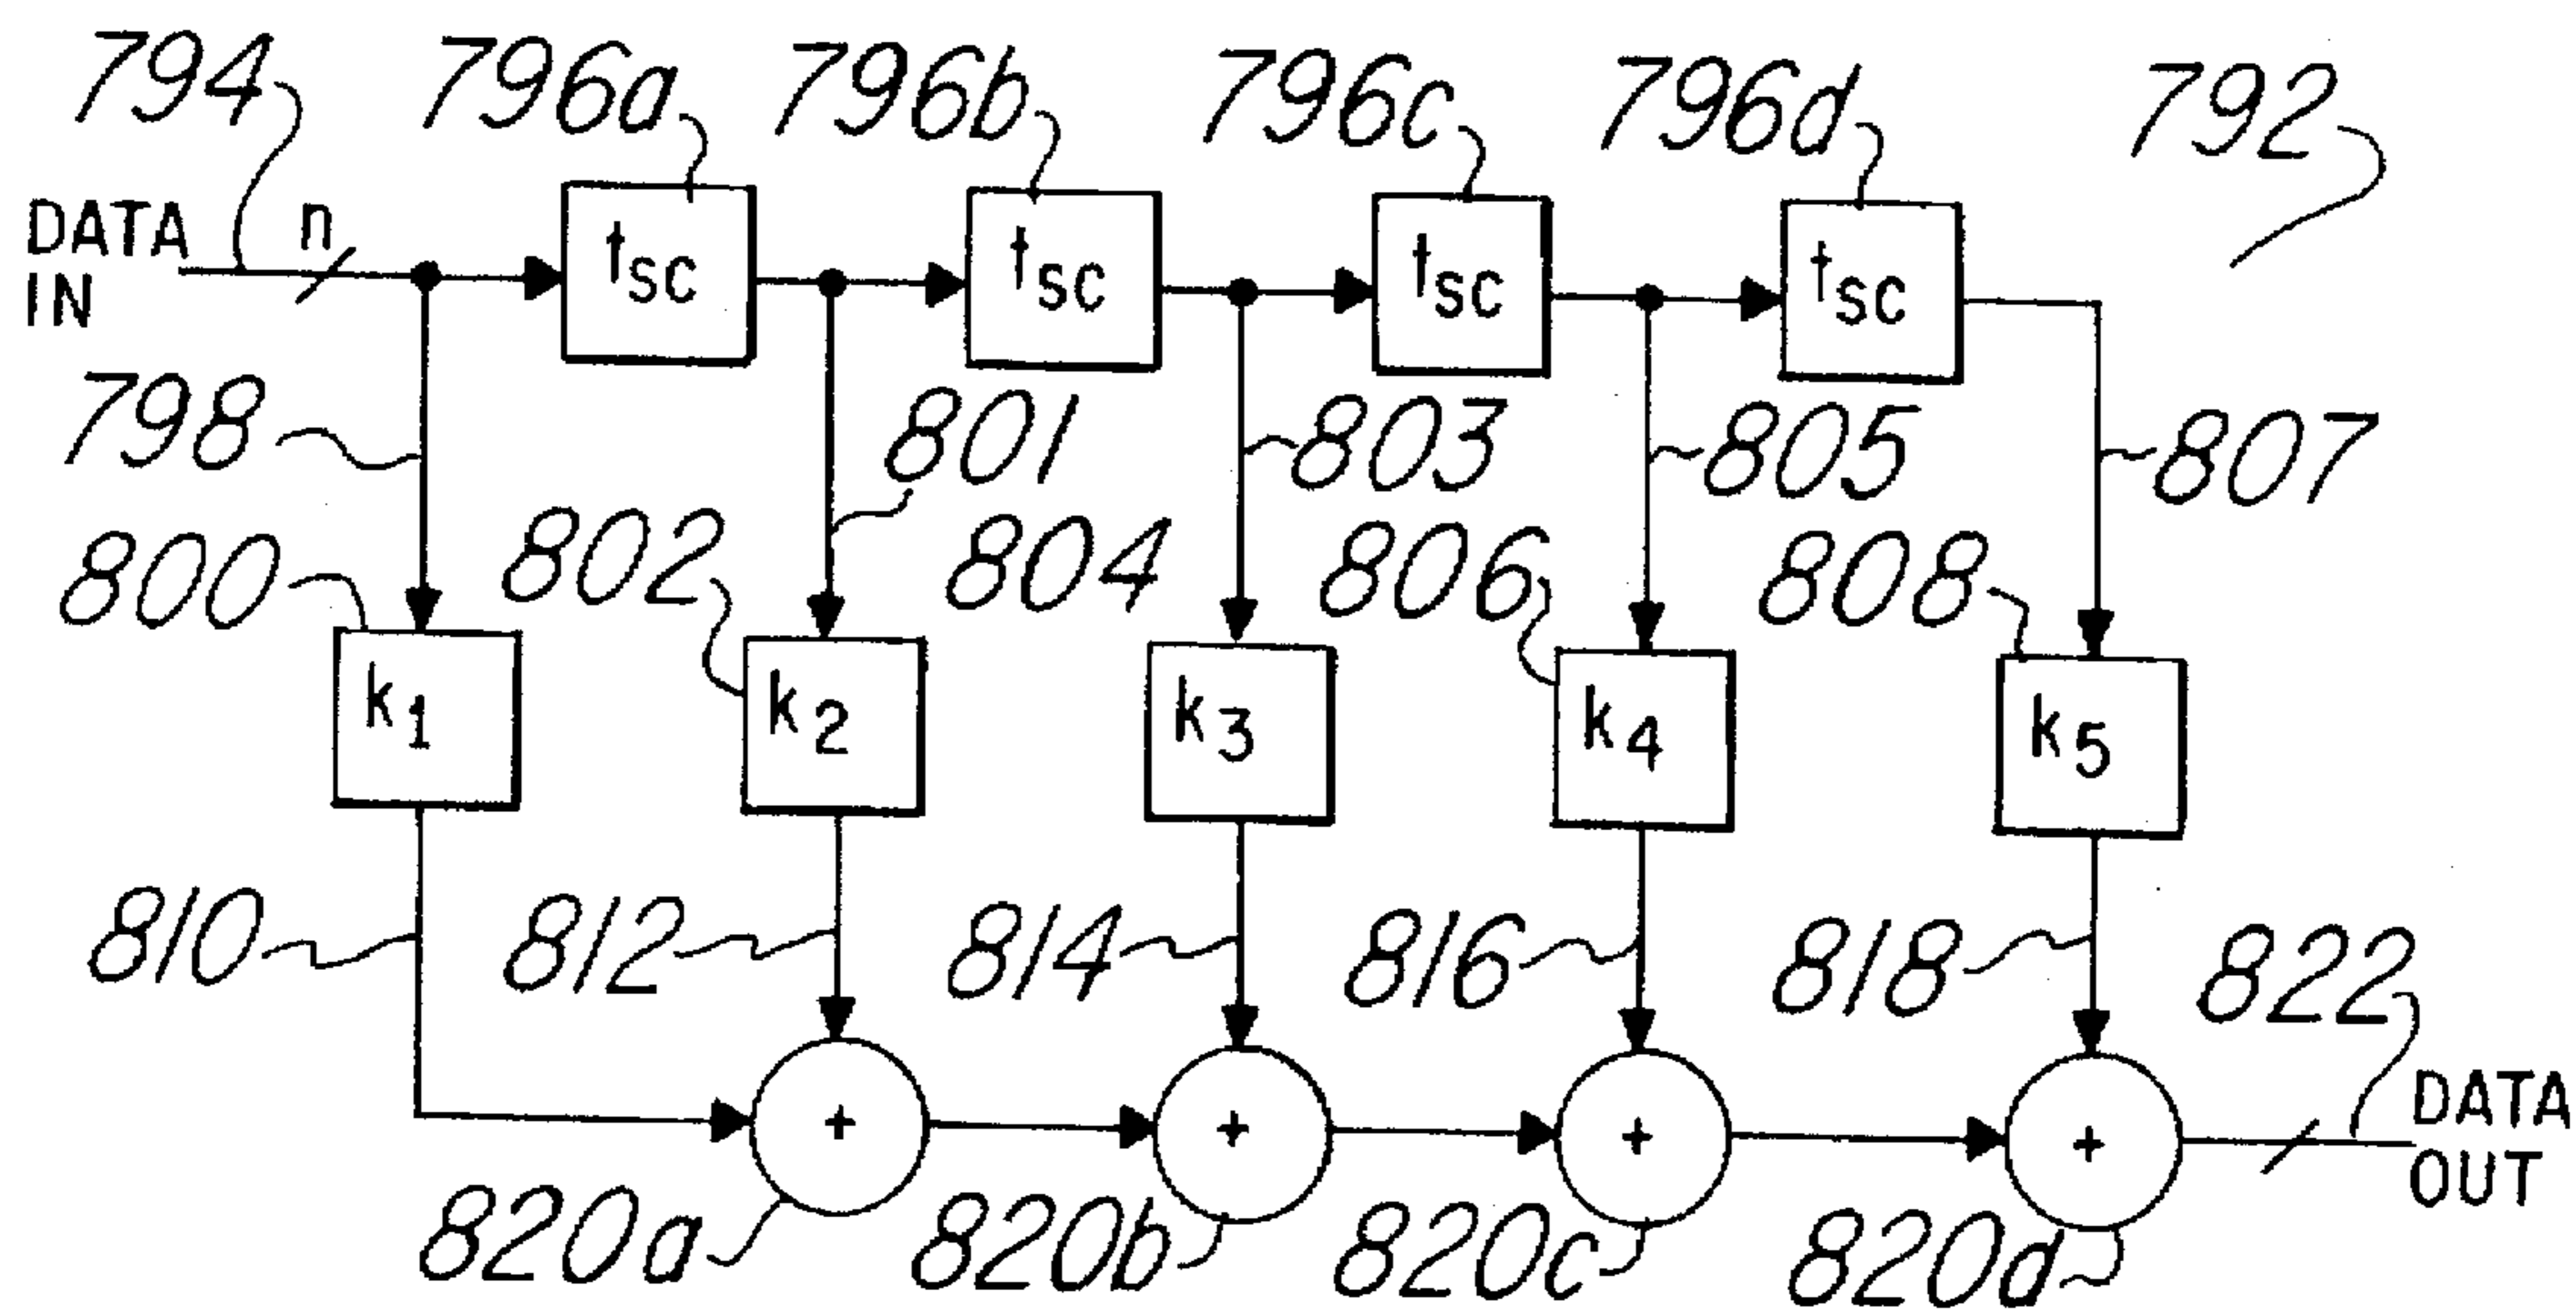 794 796a 796b 796c 796d 792
DATA IN n
tsc tsc tsc tsc
798 801 803 805 807
800 802 804 806 808
k1 k2 k3 k4 k5
810 812 814 816 818 822
+ + + +
DATA OUT
820a 820b 820c 820d